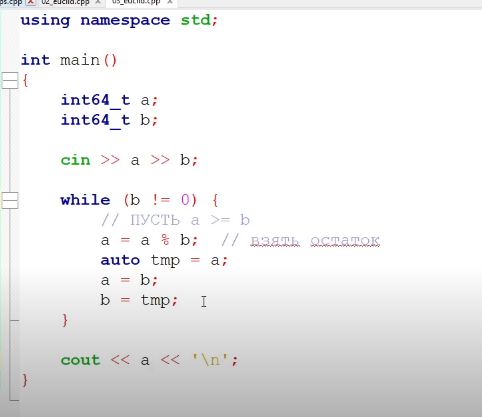 ps.cpp 02_euclid.cpp 03_euclid.cpp
using namespace std;
int main()
{
int64_t a;
int64_t b;
cin >> a >> b;
while (b != 0) {
// ПУСТЬ a >= b
a = a % b; // взять остаток
auto tmp = a;
a = b;
b = tmp;
}
cout << a << '\n';
}